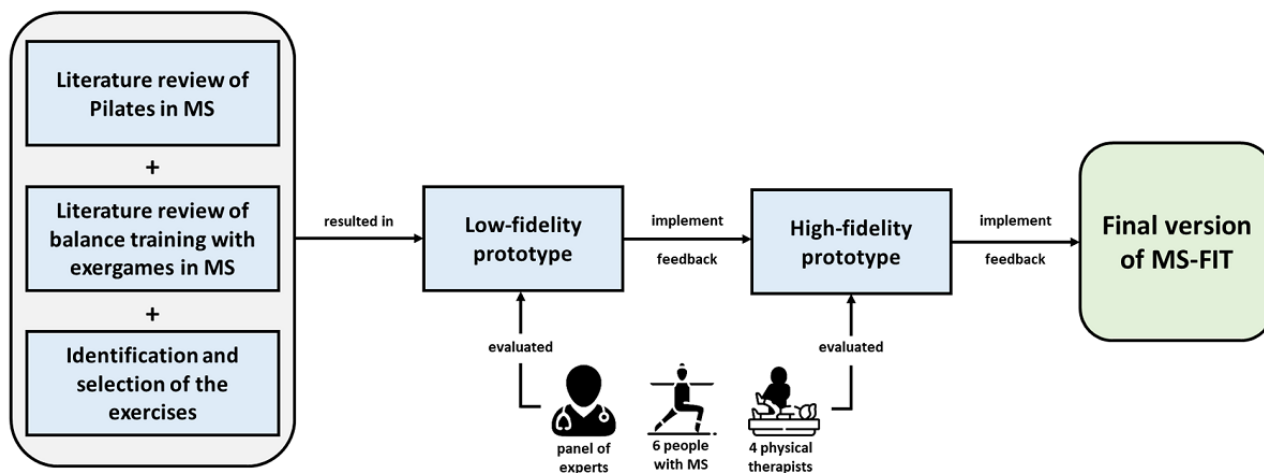 Literature review of
Pilates in MS
+
Literature review of
balance training with
exergames in MS
+
Identification and
selection of the
exercises
resulted in
Low-fidelity
prototype
implement
feedback
High-fidelity
prototype
implement
feedback
Final version
of MS-FIT
evaluated
evaluated
panel of
experts
6 people
with MS
4 physical
therapists